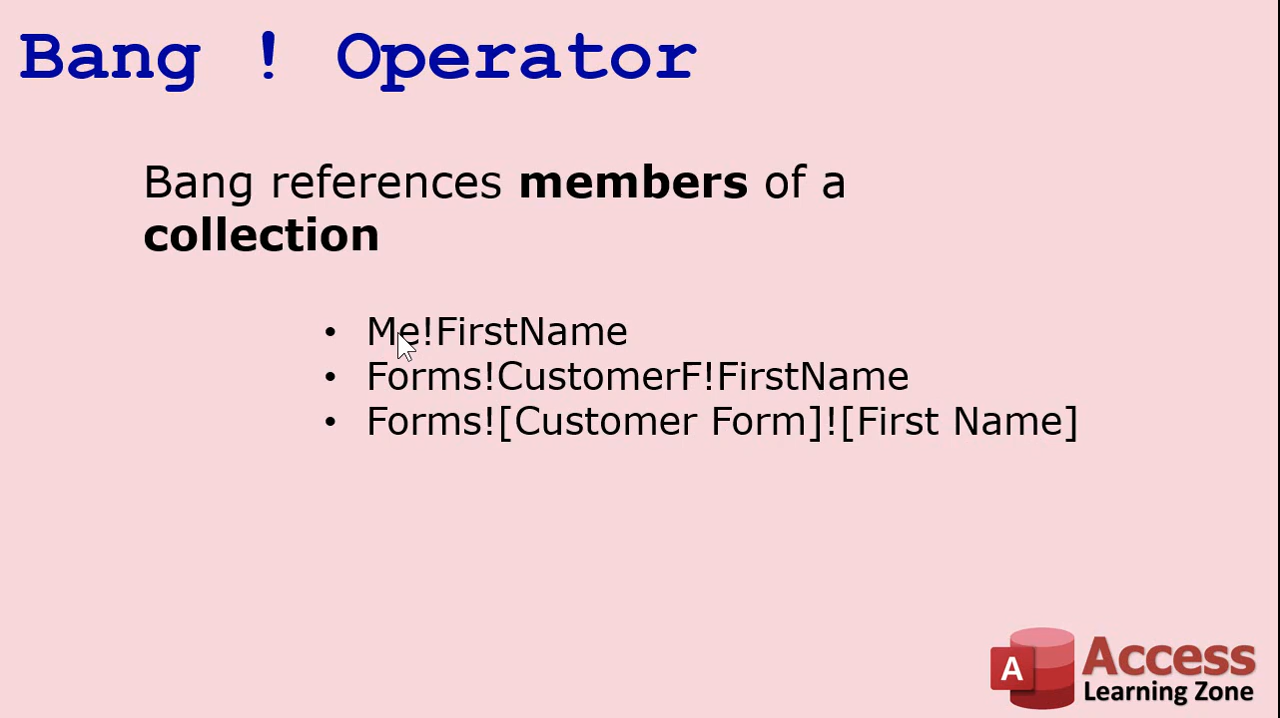 Bang ! Operator
Bang references members of a
collection
• Me!FirstName
• Forms!CustomerF!FirstName
• Forms![Customer Form]![First Name]
A
Access
Learning Zone